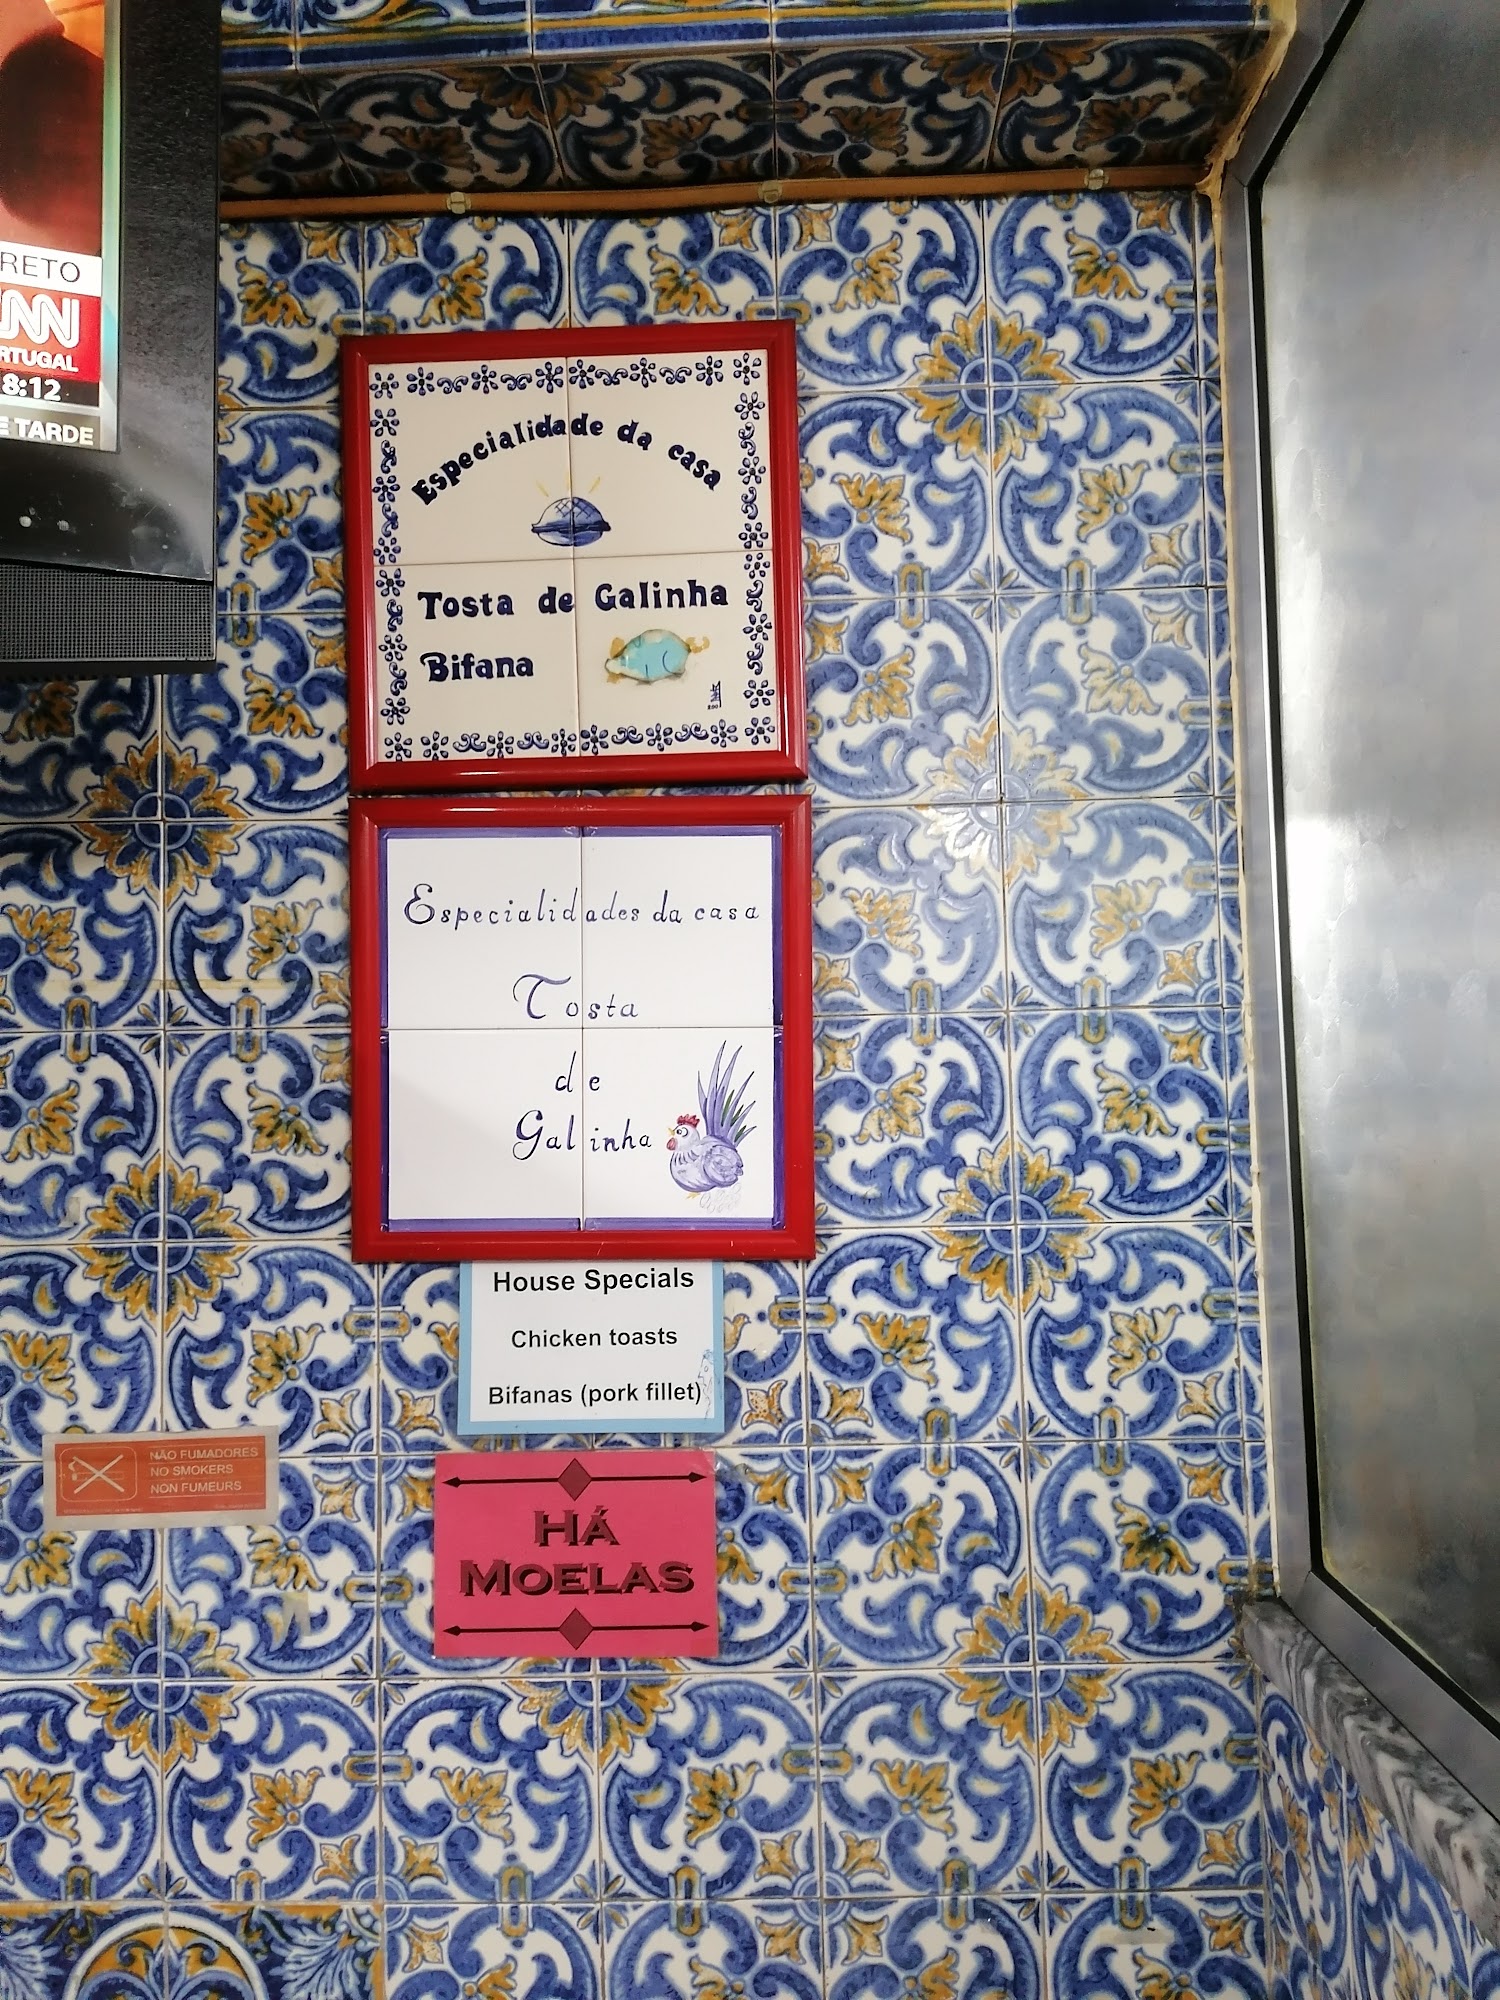 RETO
CNN
RTUGAL
8:12
E TARDE
Especialidade da casa
Tosta de Galinha
Bifana
Especialidades da casa
Tosta
de
Galinha
House Specials
Chicken toasts
Bifanas (pork fillet)
NÃO FUMADORES
NO SMOKERS
NON FUMEURS
HÁ
MOELAS